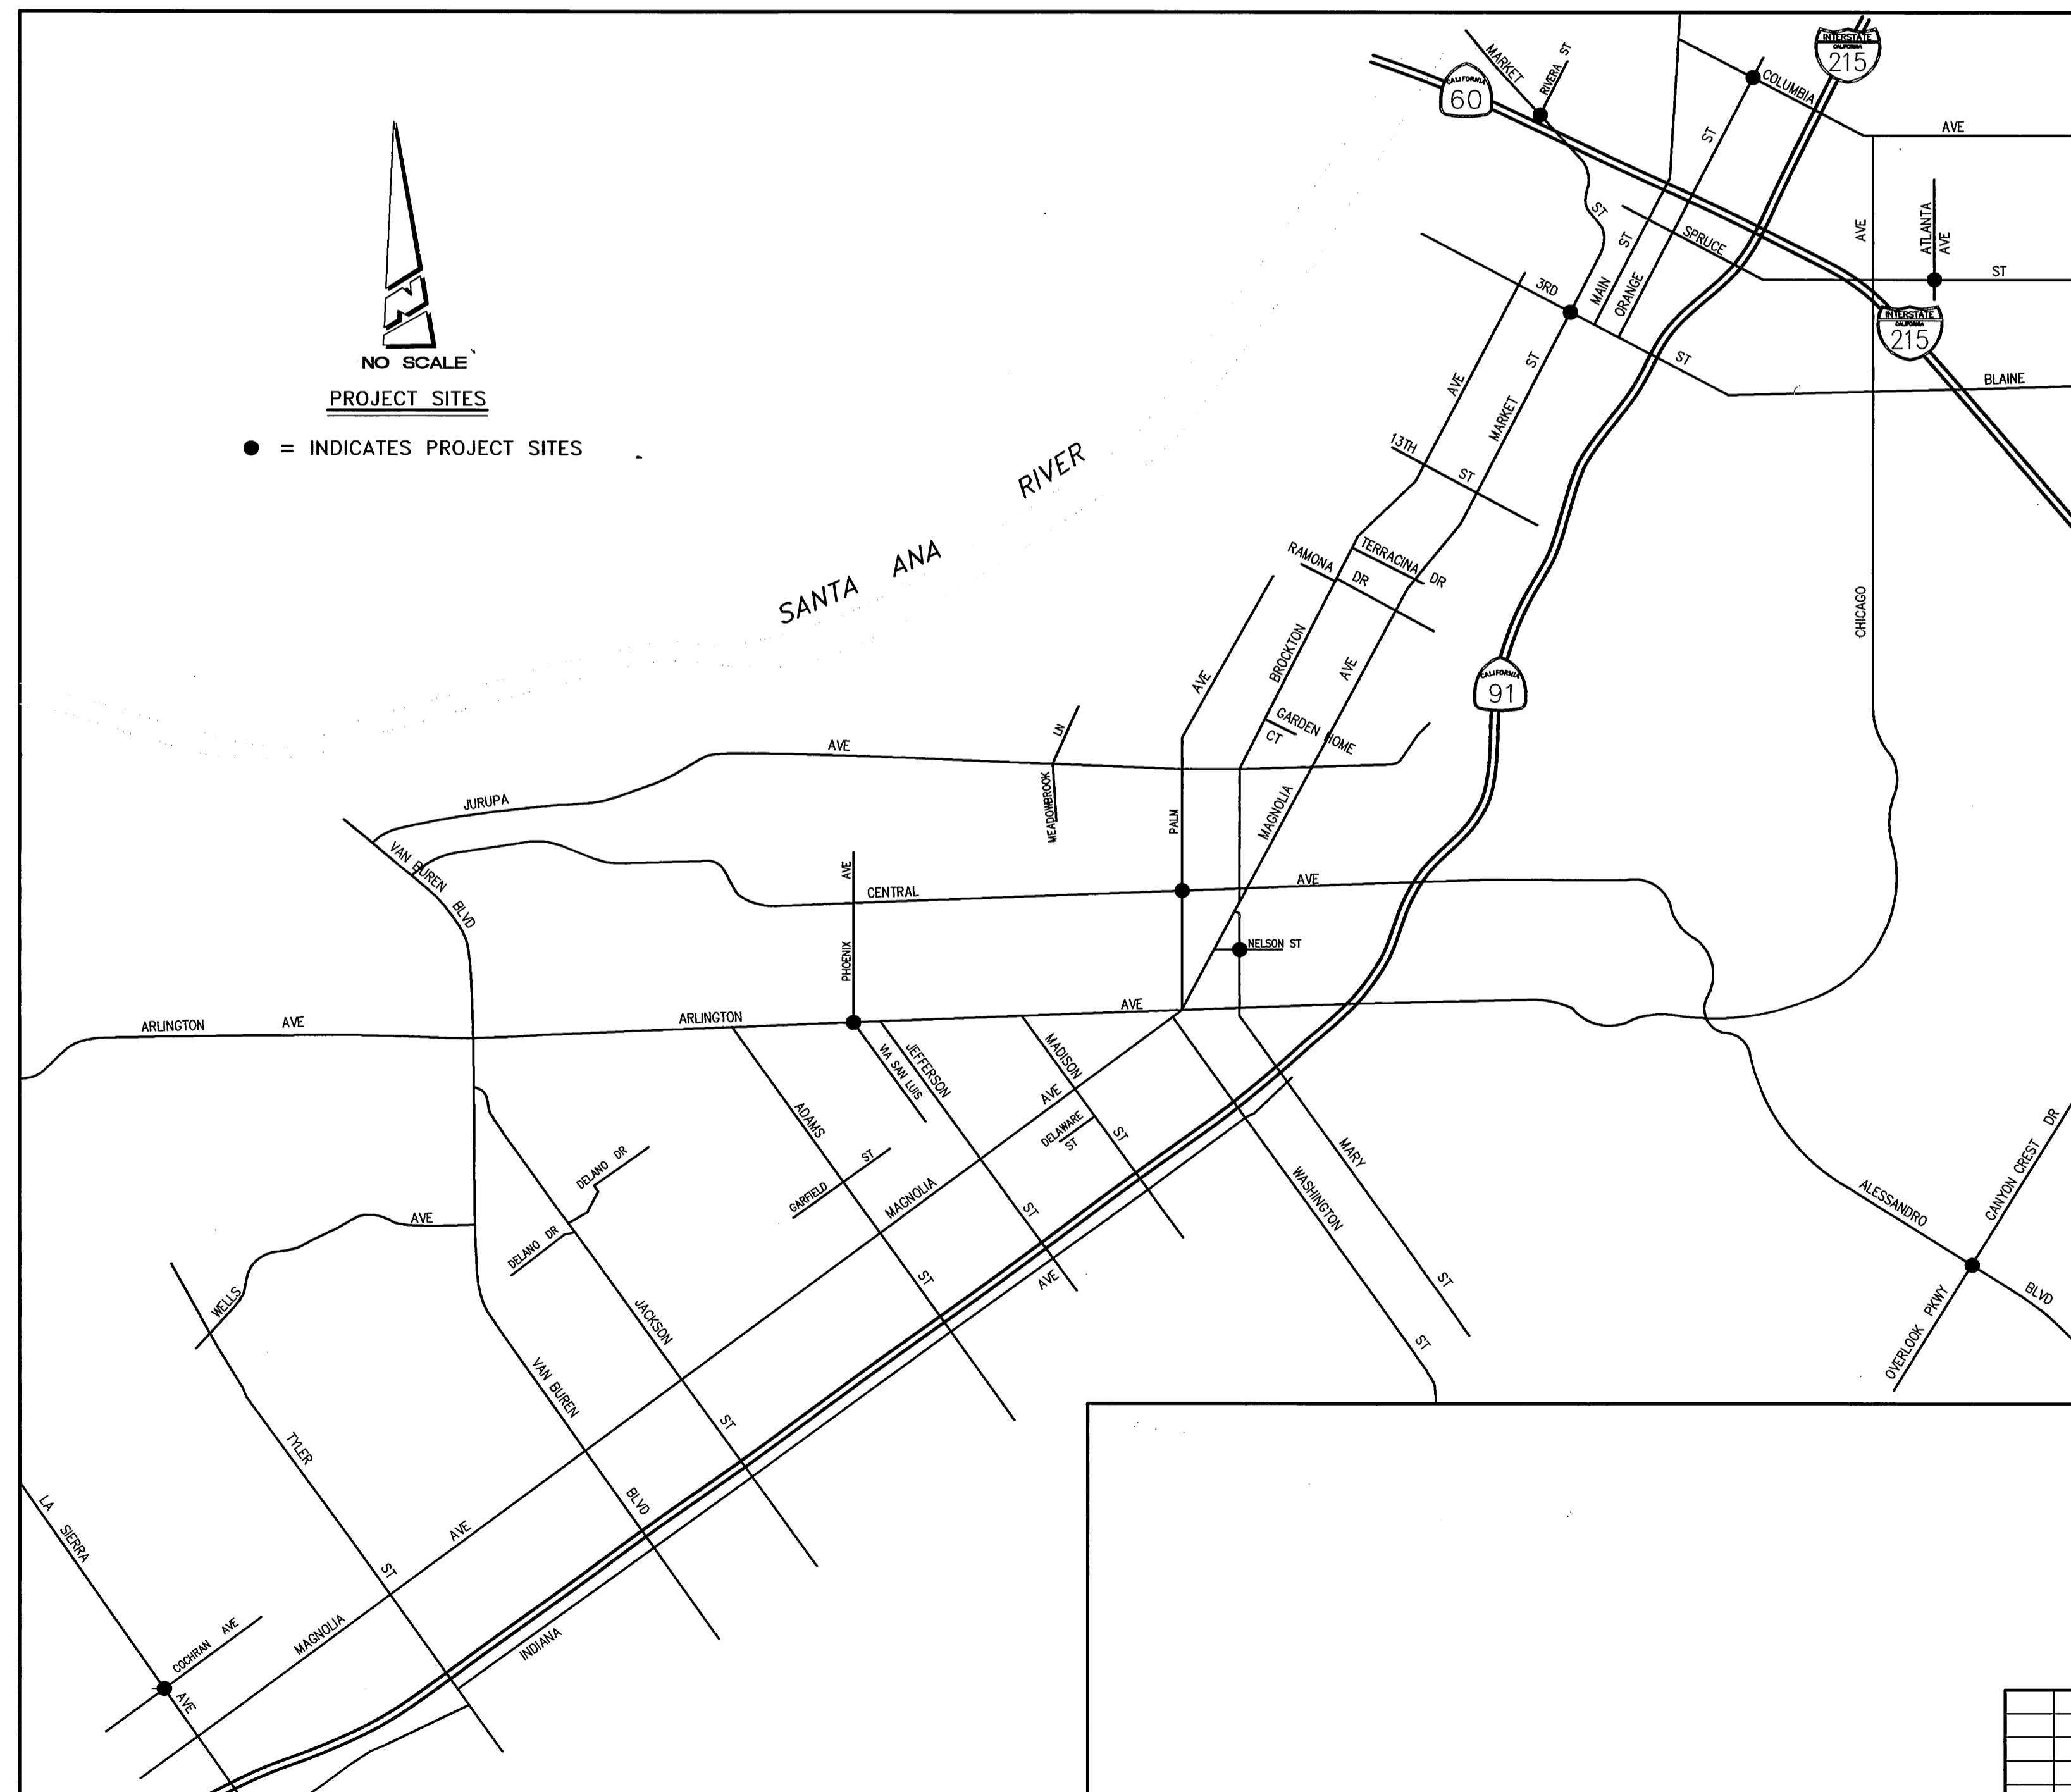 NO SCALE
PROJECT SITES
● = INDICATES PROJECT SITES
SANTA ANA RIVER
MARKET ST
RIVERA ST
CALIFORNIA
60
INTERSTATE
CALIFORNIA
215
COLUMBIA AVE
ST
MAIN ST
ORANGE
SPRUCE ST
ATLANTA AVE
CHICAGO AVE
INTERSTATE
CALIFORNIA
215
3RD ST
BLAINE
AVE
MARKET ST
13TH ST
TERRACINA DR
RAMONA DR
BROCKTON
AVE
GARDEN HOME
CT
CALIFORNIA
91
AVE
PALM
MAGNOLIA
MEADOWBROOK LN
JURUPA AVE
VAN BUREN BLVD
CENTRAL AVE
PHOENIX AVE
NELSON ST
ARLINGTON AVE
ARLINGTON AVE
VIA SAN LUIS
JEFFERSON ST
MADISON ST
DELAWARE
ST
ADAMS ST
GARFIELD ST
MAGNOLIA AVE
DELANO DR
DELANO DR
WELLS AVE
JACKSON ST
VAN BUREN BLVD
TYLER ST
LA SIERRA AVE
COCHRAN AVE
MAGNOLIA AVE
INDIANA AVE
WASHINGTON ST
MARY ST
ALESSANDRO BLVD
CANYON CREST DR
OVERLOOK PKWY